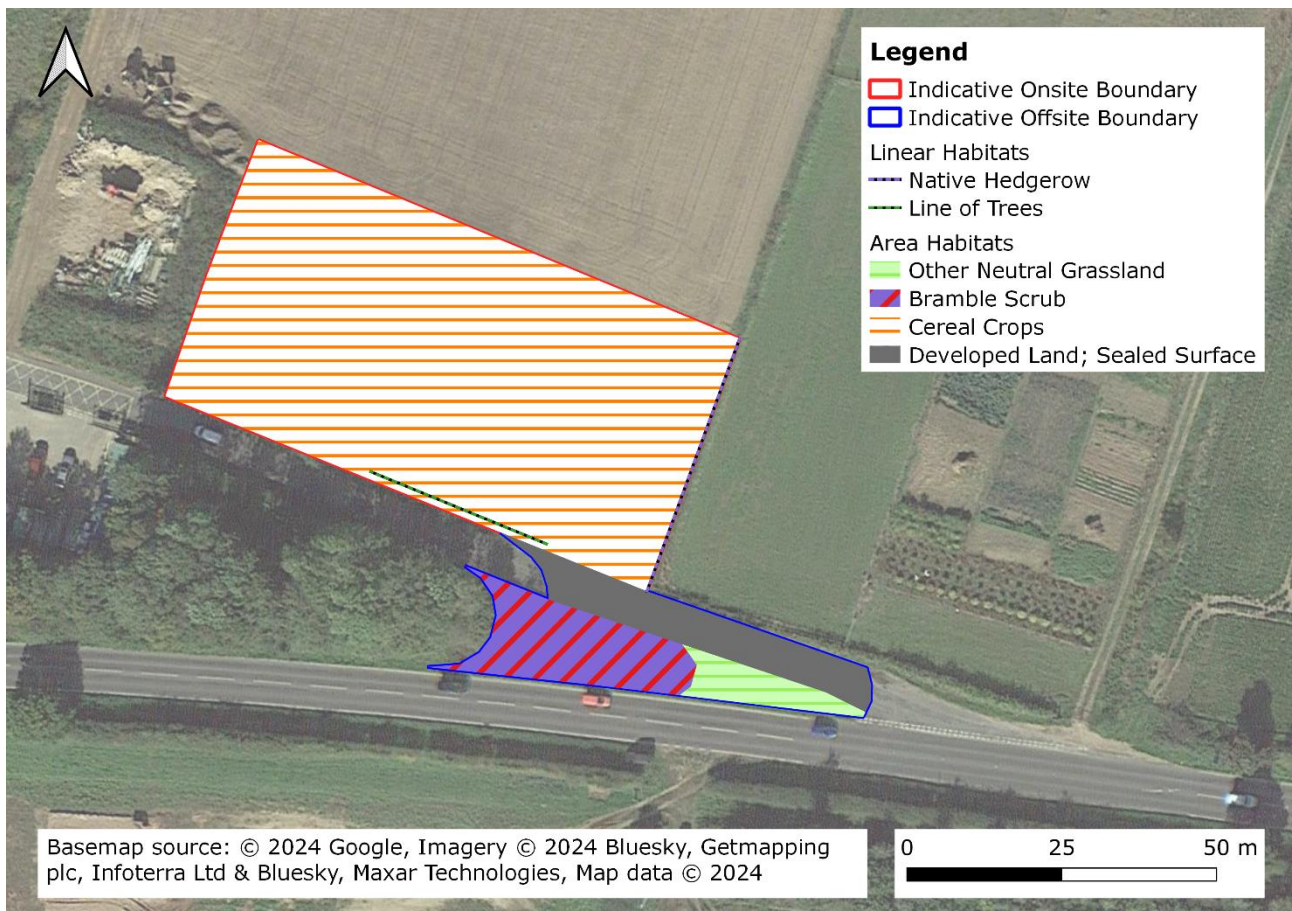 Legend
Indicative Onsite Boundary
Indicative Offsite Boundary
Linear Habitats
Native Hedgerow
Line of Trees
Area Habitats
Other Neutral Grassland
Bramble Scrub
Cereal Crops
Developed Land; Sealed Surface
Basemap source: © 2024 Google, Imagery © 2024 Bluesky, Getmapping
plc, Infoterra Ltd & Bluesky, Maxar Technologies, Map data © 2024
0 25 50 m